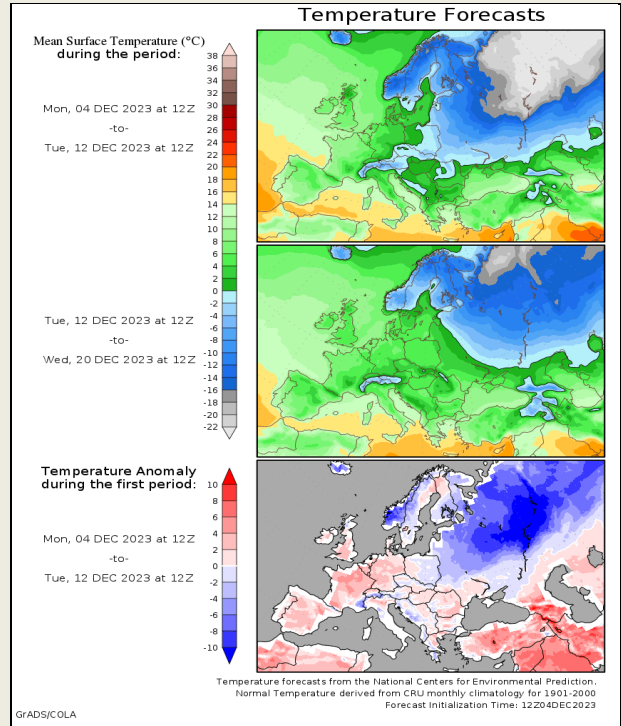 Temperature Forecasts
Mean Surface Temperature (°C)
during the period:
Mon, 04 DEC 2023 at 12Z
-to-
Tue, 12 DEC 2023 at 12Z
38
36
34
32
30
28
26
24
22
20
18
16
14
12
10
8
6
4
2
0
-2
-4
-6
-8
-10
-12
-14
-16
-18
-20
-22
Tue, 12 DEC 2023 at 12Z
-to-
Wed, 20 DEC 2023 at 12Z
Temperature Anomaly
during the first period:
Mon, 04 DEC 2023 at 12Z
-to-
Tue, 12 DEC 2023 at 12Z
10
8
6
4
2
0
-2
-4
-6
-8
-10
Temperature forecasts from the National Centers for Environmental Prediction.
Normal Temperature derived from CRU monthly climatology for 1901-2000
Forecast Initialization Time: 12Z04DEC2023
GrADS/COLA